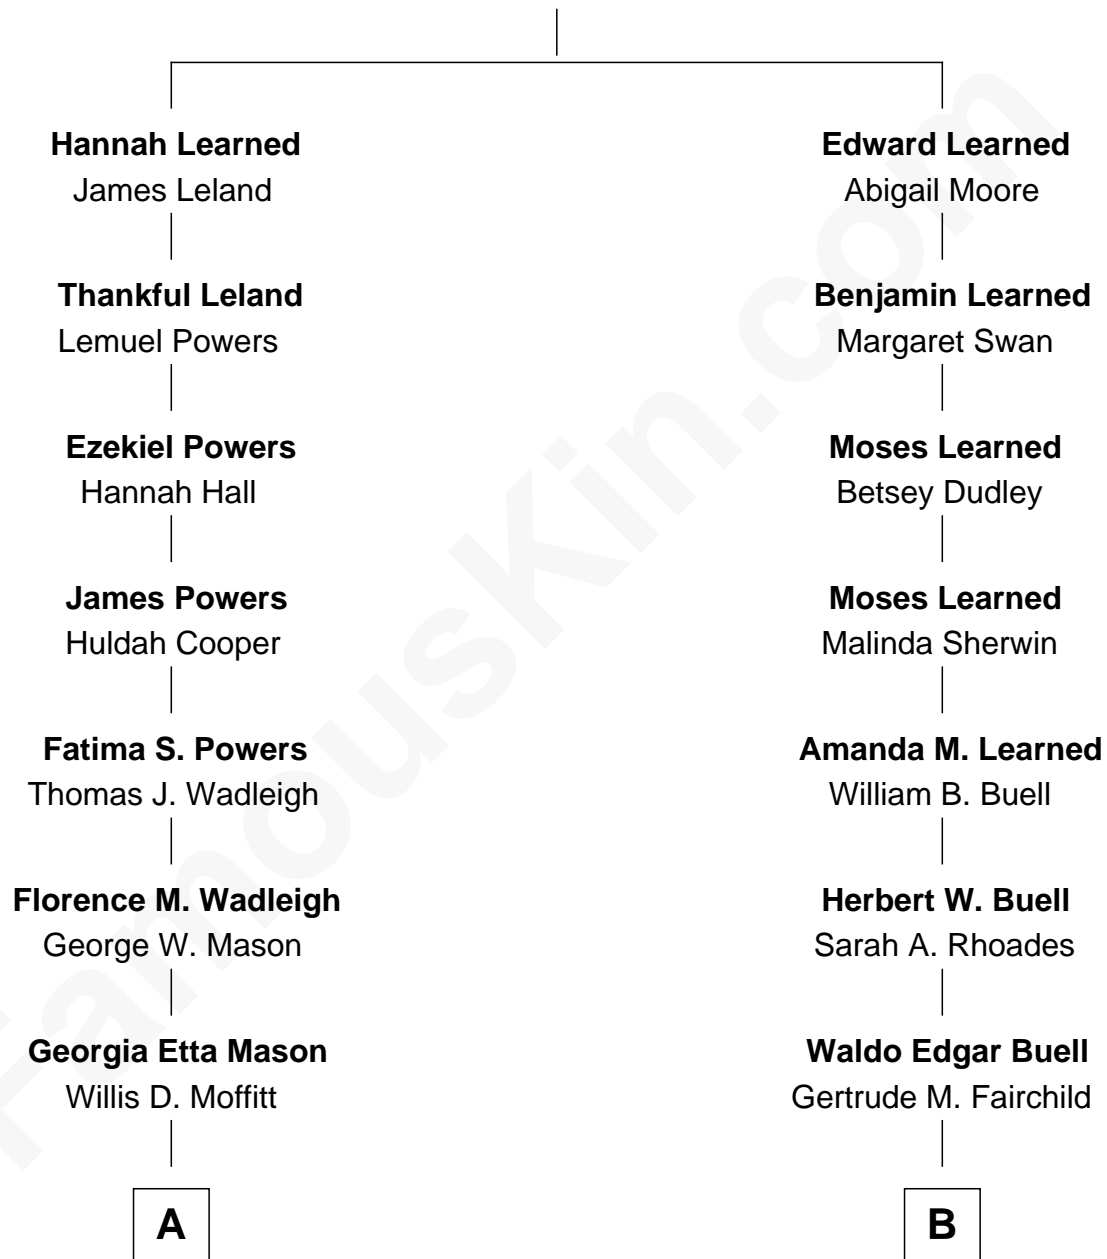 Hannah Learned
James Leland
Thankful Leland
Lemuel Powers
Ezekiel Powers
Hannah Hall
James Powers
Huldah Cooper
Fatima S. Powers
Thomas J. Wadleigh
Florence M. Wadleigh
George W. Mason
Georgia Etta Mason
Willis D. Moffitt
A
Edward Learned
Abigail Moore
Benjamin Learned
Margaret Swan
Moses Learned
Betsey Dudley
Moses Learned
Malinda Sherwin
Amanda M. Learned
William B. Buell
Herbert W. Buell
Sarah A. Rhoades
Waldo Edgar Buell
Gertrude M. Fairchild
B
FamousKin.com